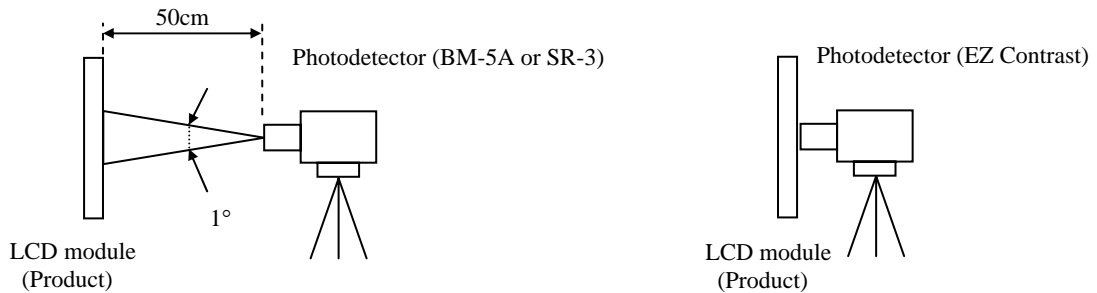 50cm
Photodetector (BM-5A or SR-3)
1°
LCD module
(Product)
Photodetector (EZ Contrast)
LCD module
(Product)